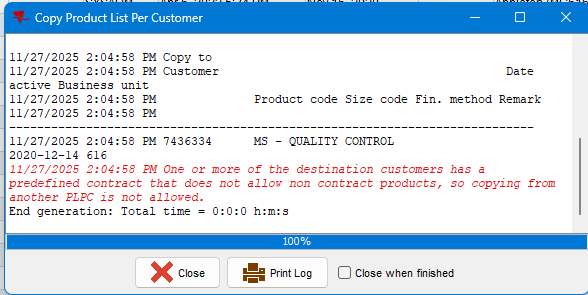 Copy Product List Per Customer
11/27/2025 2:04:58 PM Copy to
11/27/2025 2:04:58 PM Customer Date
active Business unit
11/27/2025 2:04:58 PM Product code Size code Fin. method Remark
11/27/2025 2:04:58 PM
--------------------------------------------------------------------------
11/27/2025 2:04:58 PM 7436334 MS - QUALITY CONTROL
2020-12-14 616
11/27/2025 2:04:58 PM One or more of the destination customers has a
predefined contract that does not allow non contract products, so copying from
another PLPC is not allowed.
End generation: Total time = 0:0:0 h:m:s
100%
Close Print Log Close when finished